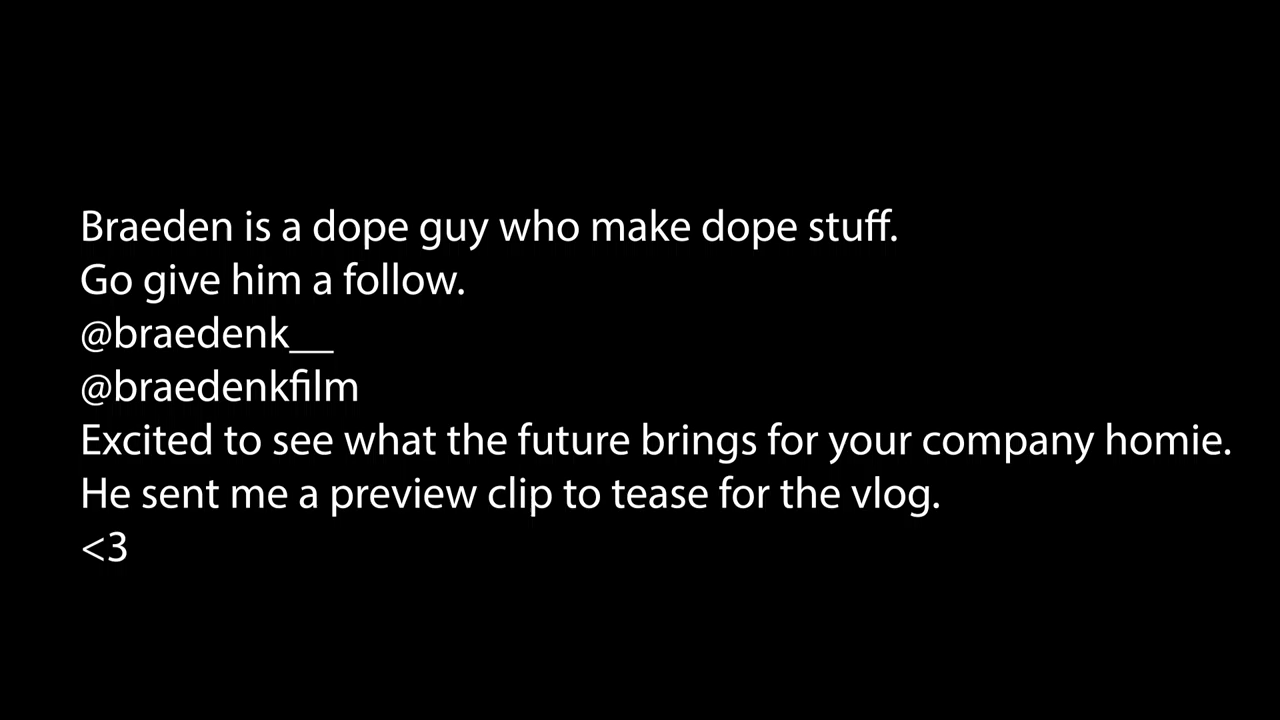 Braeden is a dope guy who make dope stuff.
Go give him a follow.
@braedenk__
@braedenkfilm
Excited to see what the future brings for your company homie.
He sent me a preview clip to tease for the vlog.
<3